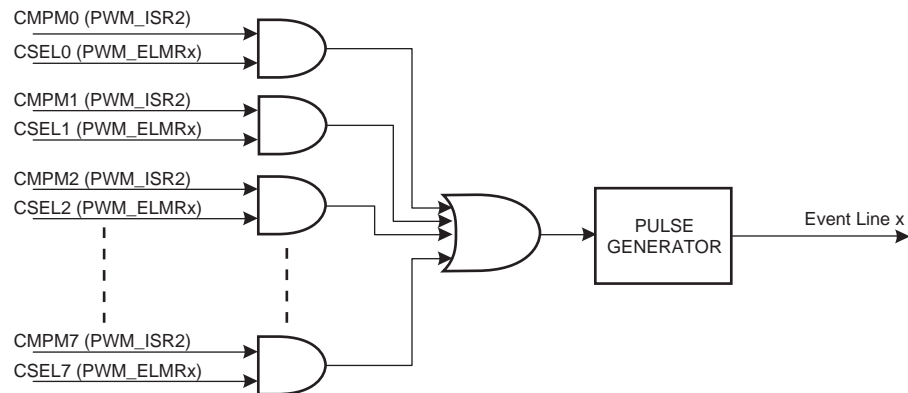 CMPM0 (PWM_ISR2)
CSEL0 (PWM_ELMRx)
CMPM1 (PWM_ISR2)
CSEL1 (PWM_ELMRx)
CMPM2 (PWM_ISR2)
CSEL2 (PWM_ELMRx)
CMPM7 (PWM_ISR2)
CSEL7 (PWM_ELMRx)
PULSE
GENERATOR
Event Line x